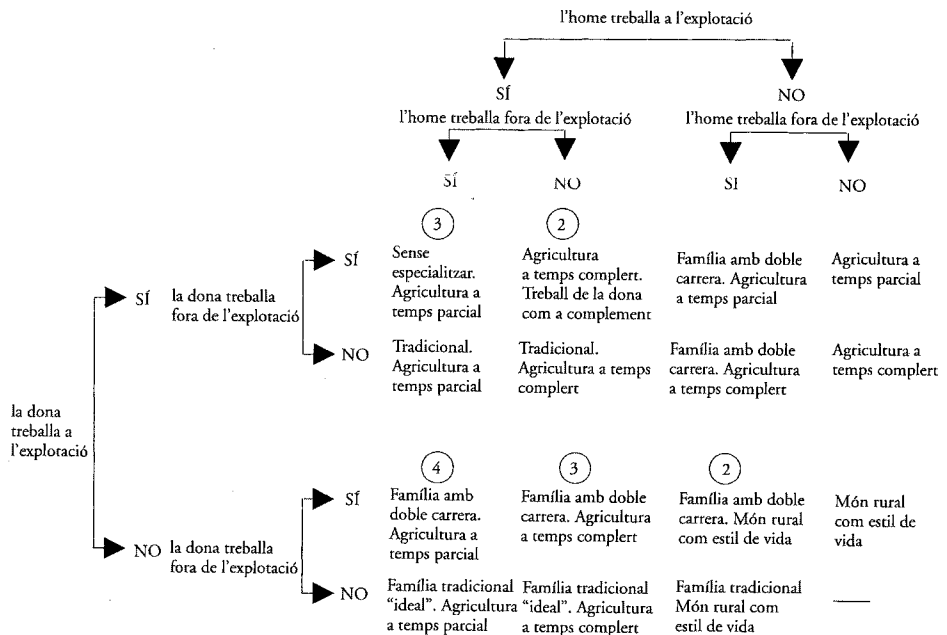 l'home treballa a l'explotació
SÍ
NO
l'home treballa fora de l'explotació
l'home treballa fora de l'explotació
SÍ
NO
SI
NO
3
2
SÍ
Sense
especialitzar.
Agricultura a
temps parcial
Agricultura
a temps complert.
Treball de la dona
com a complement
Família amb doble
carrera. Agricultura
a temps parcial
Agricultura a
temps parcial
SÍ
la dona treballa
fora de l'explotació
NO
Tradicional.
Agricultura a
temps parcial
Tradicional.
Agricultura a temps
complert
Família amb doble
carrera. Agricultura
a temps complert
Agricultura a
temps complert
la dona
treballa a
l'explotació
4
3
2
SÍ
Família amb
doble carrera.
Agricultura a
temps parcial
Família amb doble
carrera. Agricultura
a temps complert
Família amb doble
carrera. Món rural
com estil de vida
Món rural
com estil de
vida
NO
la dona treballa
fora de l'explotació
NO
Família tradicional
"ideal". Agricultura
a temps parcial
Família tradicional
"ideal". Agricultura
a temps complert
Família tradicional
Món rural com
estil de vida
—